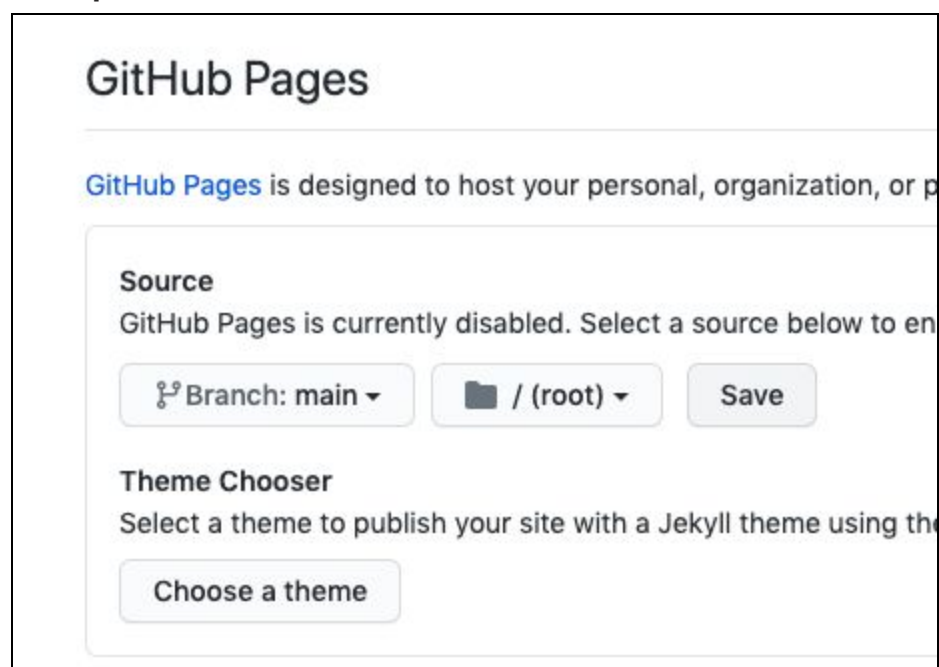 GitHub Pages
GitHub Pages is designed to host your personal, organization, or p
Source
GitHub Pages is currently disabled. Select a source below to en
Branch: main
/ (root)
Save
Theme Chooser
Select a theme to publish your site with a Jekyll theme using the
Choose a theme